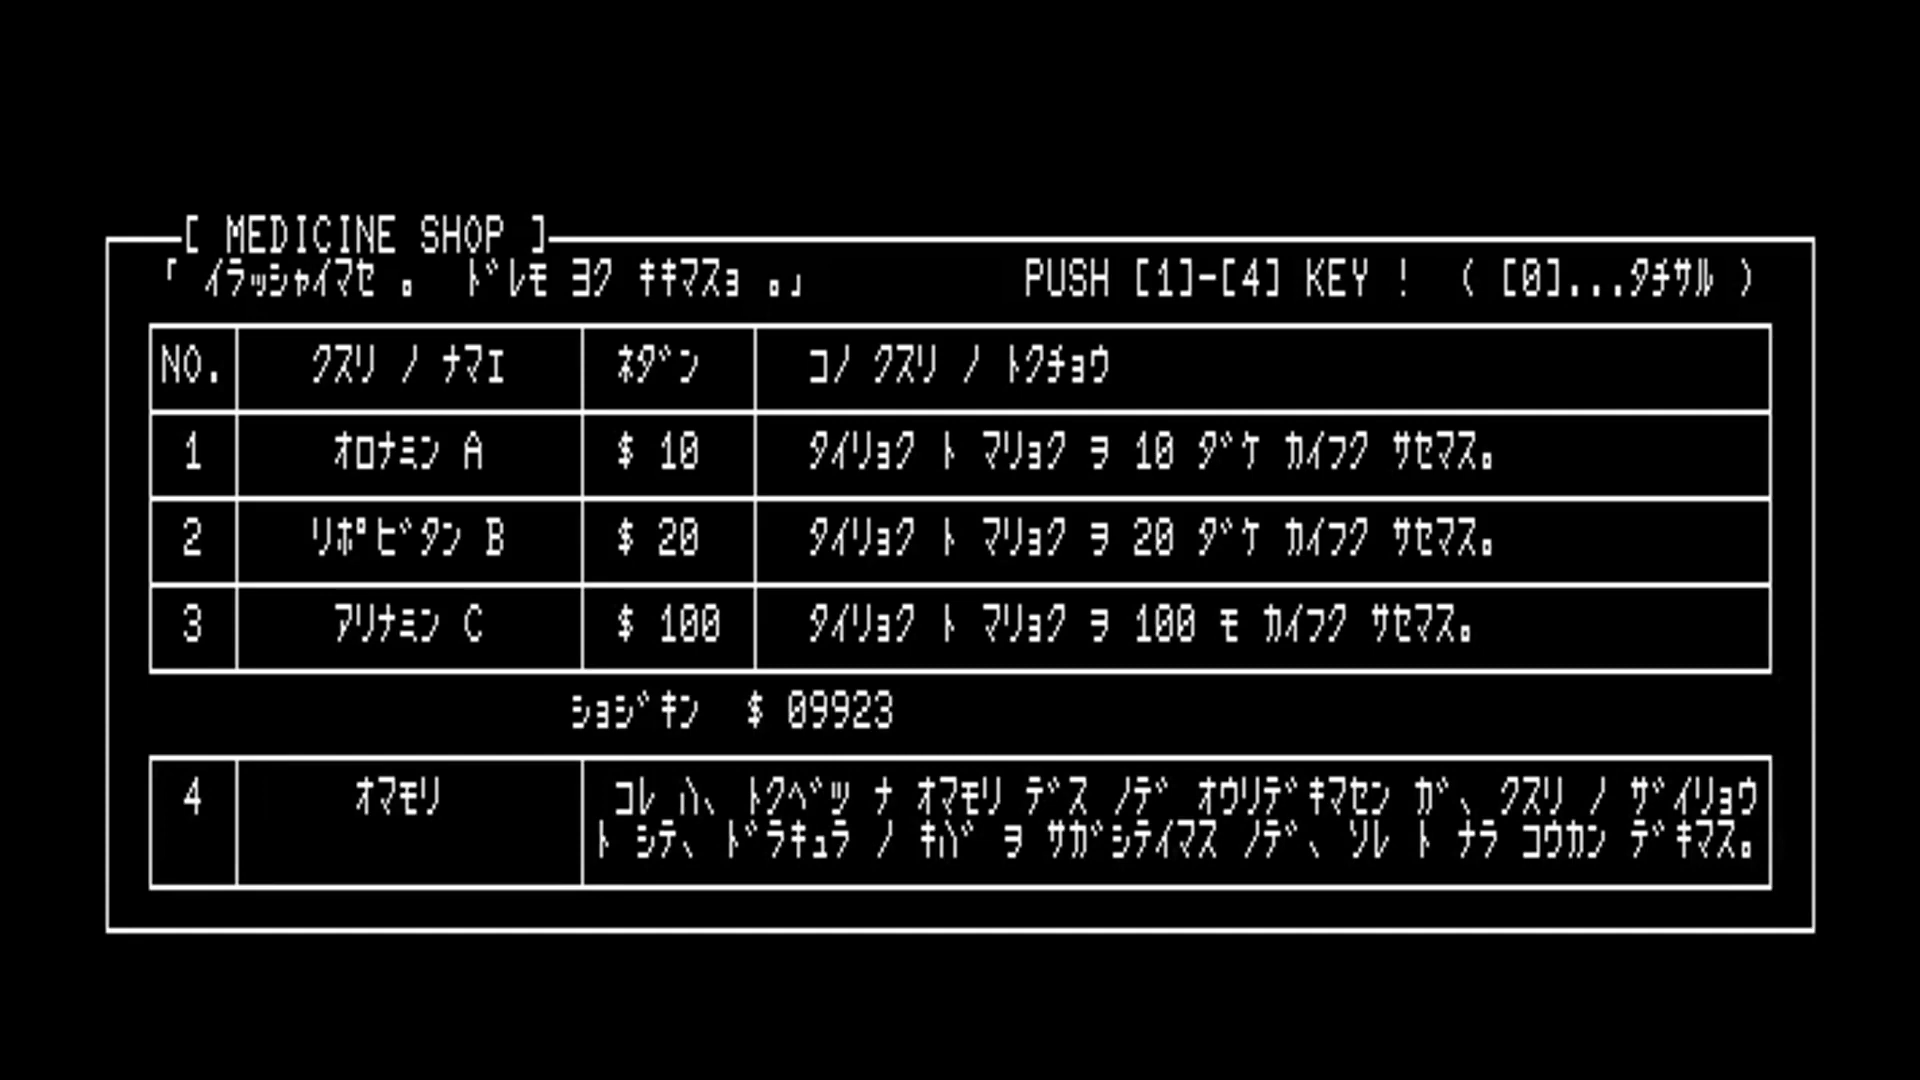 [ MEDICINE SHOP ]
「 イラッシャイマセ 。 ドレモ ヨク キキマスョ 。」 PUSH [1]-[4] KEY ! ( [0]...タチサル )
NO. クスリ ノ ナマエ ネダン コノ クスリ ノ トクチョウ
1 オロナミン A $ 10 タイリョク ト マリョク ヲ 10 ダケ カイフク サセマス。
2 リポビタン B $ 20 タイリョク ト マリョク ヲ 20 ダケ カイフク サセマス。
3 アリナミン C $ 100 タイリョク ト マリョク ヲ 100 モ カイフク サセマス。
ショジキン $ 09923
4 オマモリ コレ ハ、 トクベツ ナ オマモリ デス ノデ オウリデキマセン ガ、 クスリ ノ ザイリョウ
ト シテ、 ドラキュラ ノ キバ ヲ サガシテイマス ノデ、 ソレ ト ナラ コウカン デキマス。